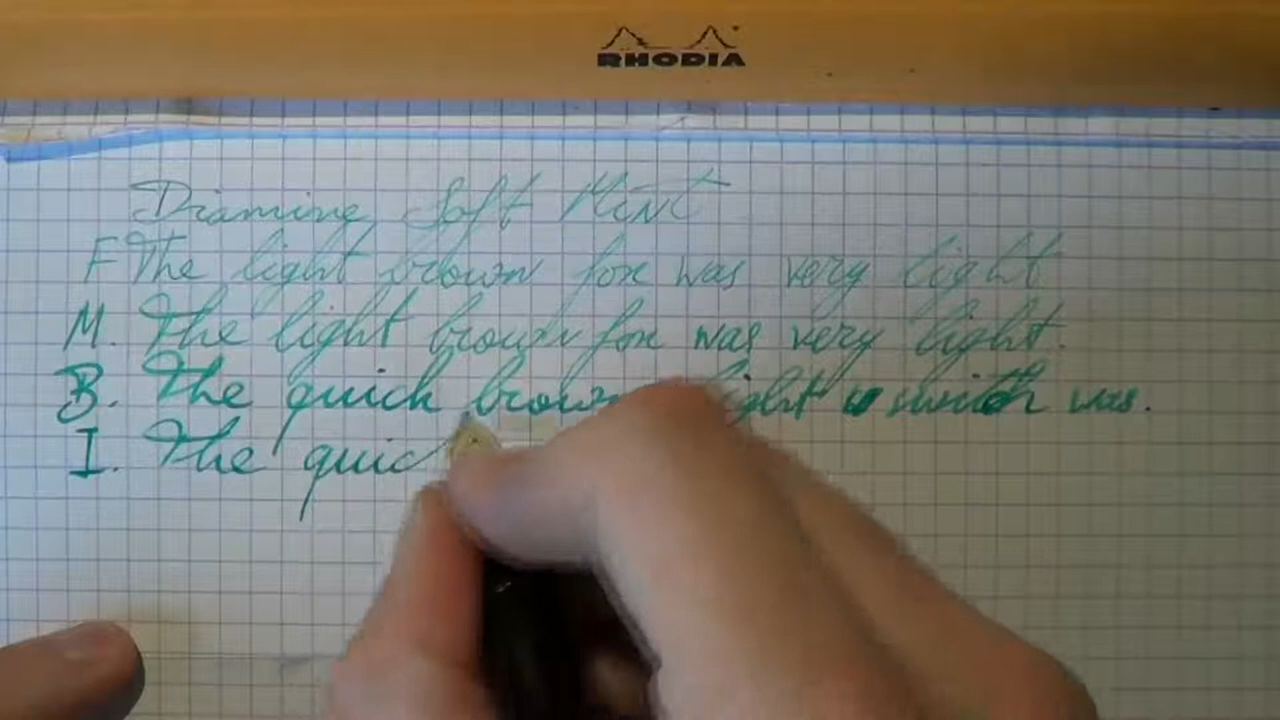 RHODIA
Diamine Soft Mint
F The light brown fox was very light
M. The light brown fox was very light.
B. The quick brown light which was.
I. The quic